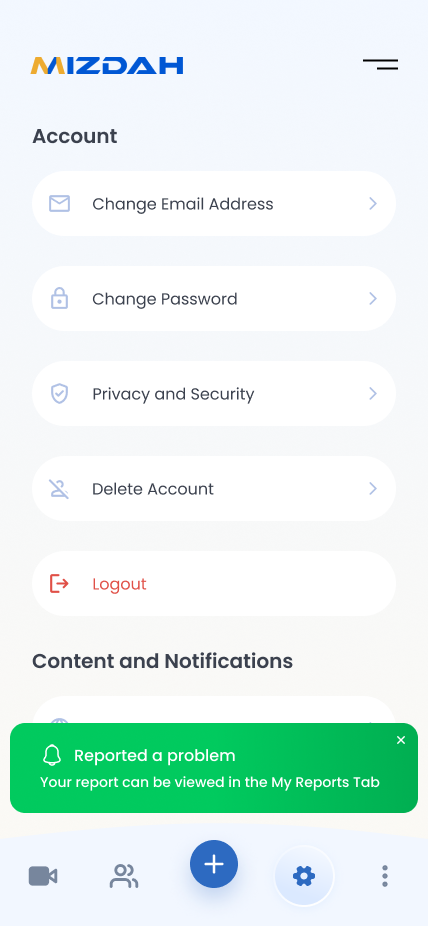 MIZDAH
Account
Change Email Address
Change Password
Privacy and Security
Delete Account
Logout
Content and Notifications
Reported a problem
Your report can be viewed in the My Reports Tab